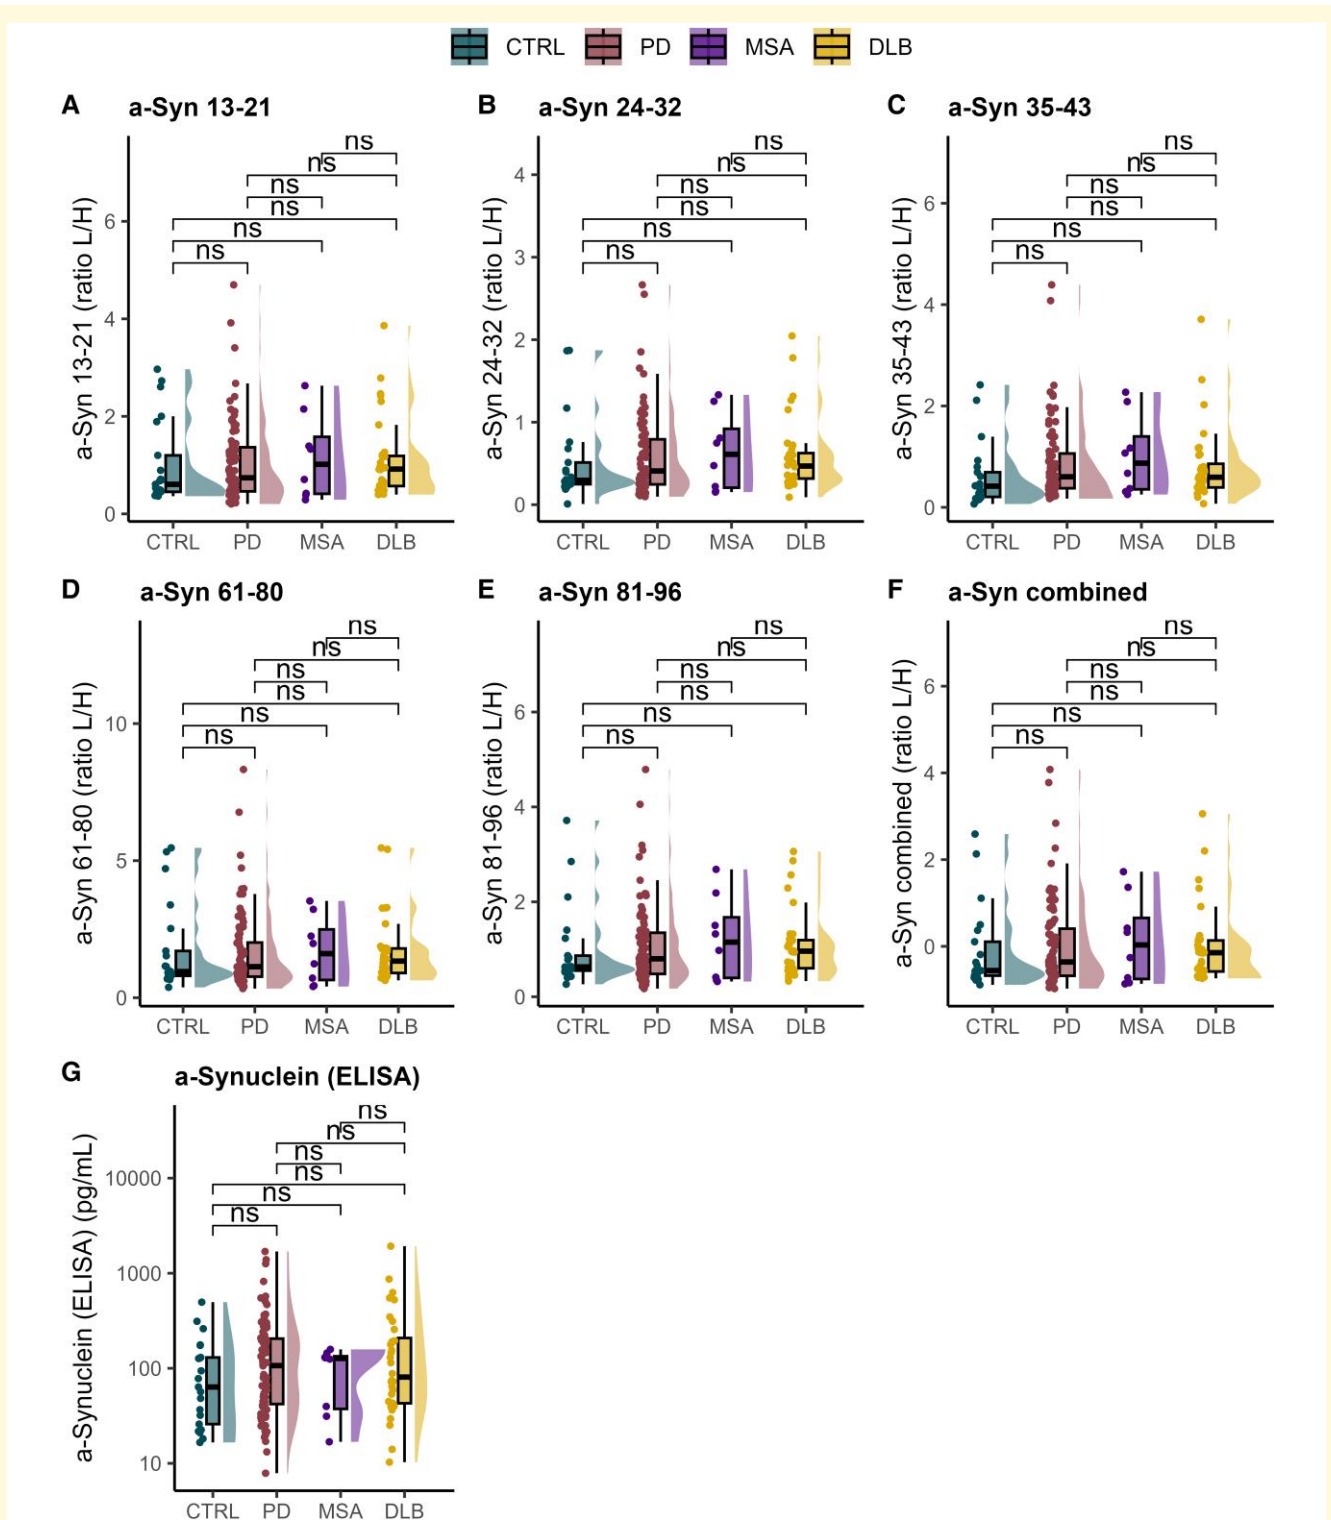 CTRL PD MSA DLB
A a-Syn 13-21
B a-Syn 24-32
C a-Syn 35-43
a-Syn 13-21 (ratio L/H)
6
4
2
0
ns
ns
ns
ns
ns
ns
CTRL PD MSA DLB
a-Syn 24-32 (ratio L/H)
4
3
2
1
0
ns
ns
ns
ns
ns
ns
CTRL PD MSA DLB
a-Syn 35-43 (ratio L/H)
6
4
2
0
ns
ns
ns
ns
ns
ns
CTRL PD MSA DLB
D a-Syn 61-80
E a-Syn 81-96
F a-Syn combined
a-Syn 61-80 (ratio L/H)
10
5
0
ns
ns
ns
ns
ns
ns
CTRL PD MSA DLB
a-Syn 81-96 (ratio L/H)
6
4
2
0
ns
ns
ns
ns
ns
ns
CTRL PD MSA DLB
a-Syn combined (ratio L/H)
6
4
2
0
ns
ns
ns
ns
ns
ns
CTRL PD MSA DLB
G a-Synuclein (ELISA)
a-Synuclein (ELISA) (pg/mL)
10000
1000
100
10
ns
ns
ns
ns
ns
ns
CTRL PD MSA DLB